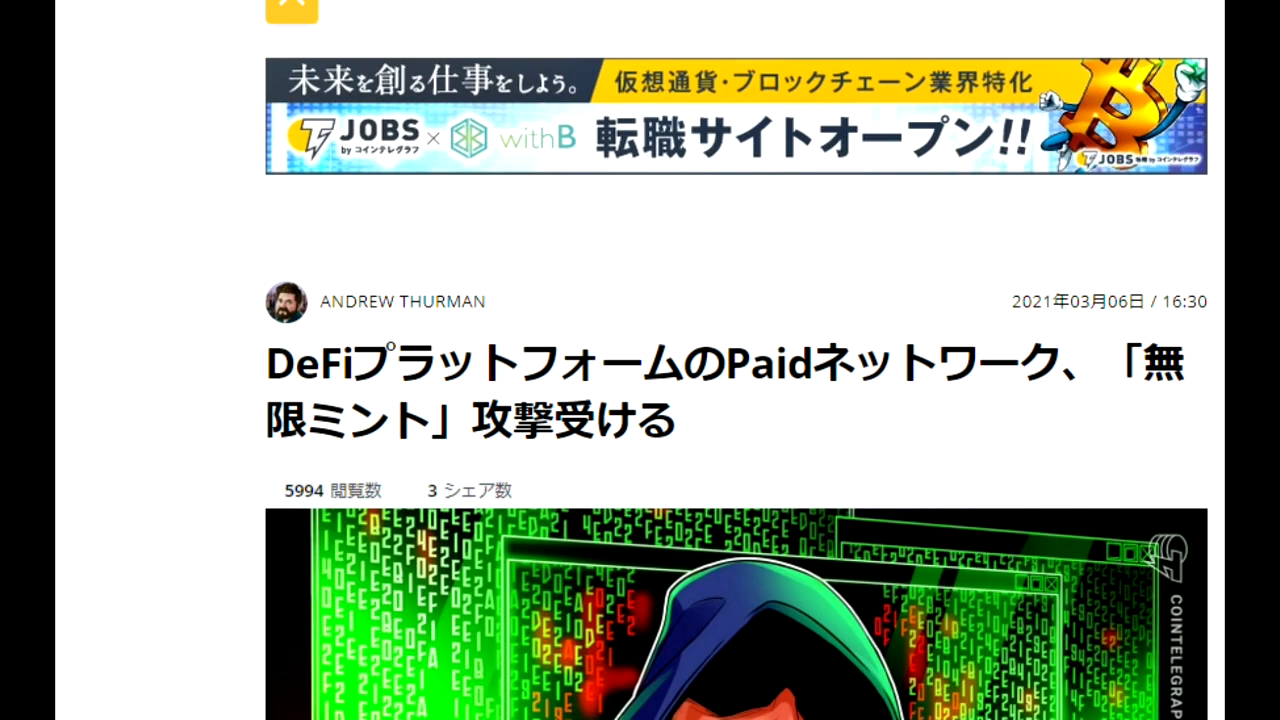 未来を創る仕事をしよう。 仮想通貨・ブロックチェーン業界特化
JOBS × withB 転職サイトオープン!!
by コインテレグラフ
JOBS 転職 by コインテレグラフ
ANDREW THURMAN 2021年03月06日 / 16:30
DeFiプラットフォームのPaidネットワーク、「無
限ミント」攻撃受ける
5994 閲覧数 3 シェア数
COINTELEGRAP